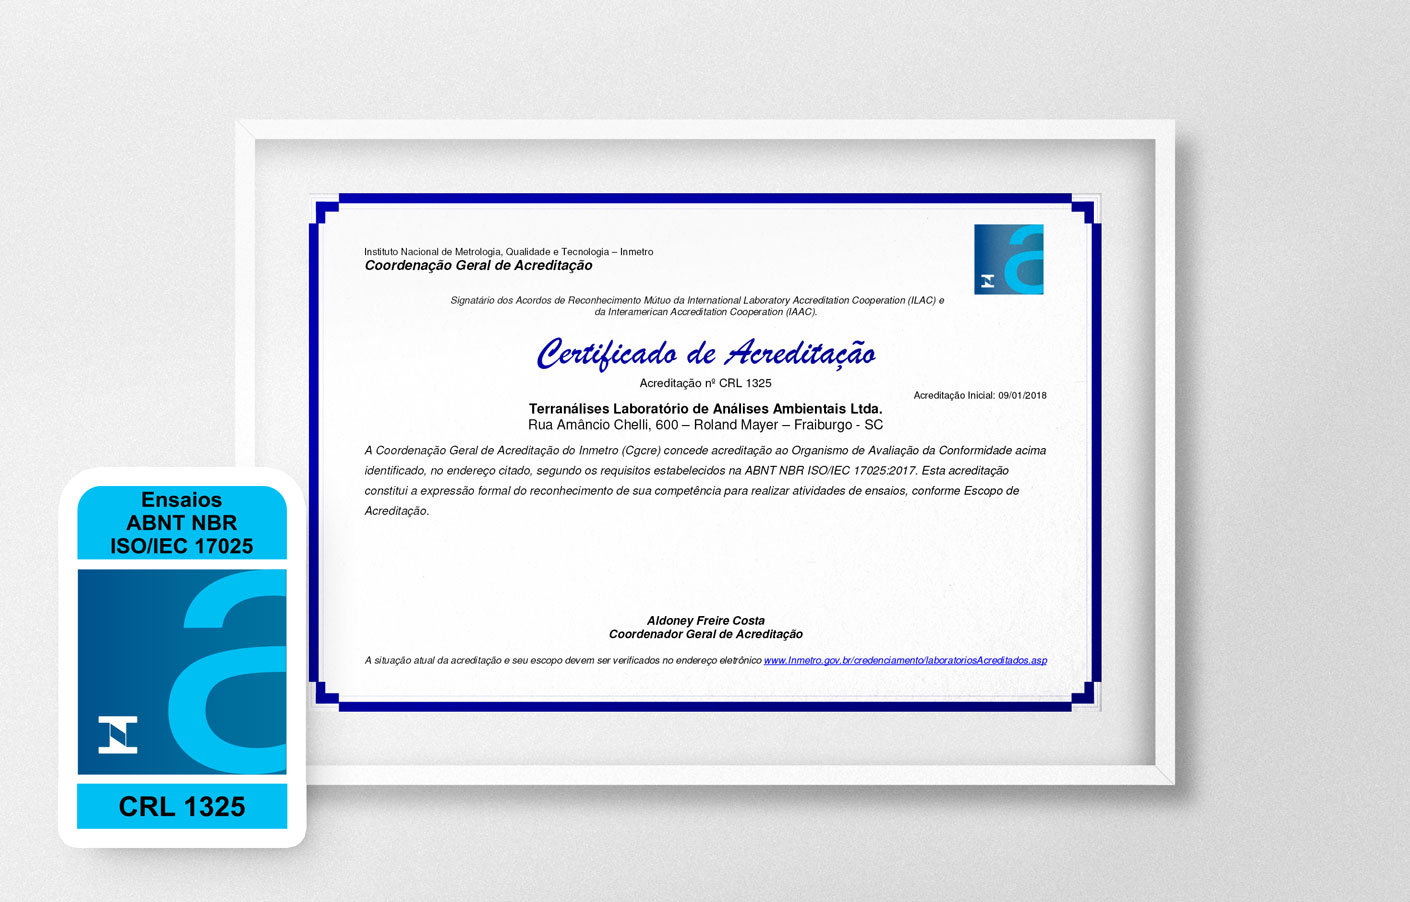 Instituto Nacional de Metrologia, Qualidade e Tecnologia – Inmetro
Coordenação Geral de Acreditação
Signatário dos Acordos de Reconhecimento Mútuo da International Laboratory Accreditation Cooperation (ILAC) e
da Interamerican Accreditation Cooperation (IAAC).
Certificado de Acreditação
Acreditação nº CRL 1325
Acreditação Inicial: 09/01/2018
Terranálises Laboratório de Análises Ambientais Ltda.
Rua Amâncio Chelli, 600 – Roland Mayer – Fraiburgo - SC
A Coordenação Geral de Acreditação do Inmetro (Cgcre) concede acreditação ao Organismo de Avaliação da Conformidade acima
identificado, no endereço citado, segundo os requisitos estabelecidos na ABNT NBR ISO/IEC 17025:2017. Esta acreditação
constitui a expressão formal do reconhecimento de sua competência para realizar atividades de ensaios, conforme Escopo de
Acreditação.
Aldoney Freire Costa
Coordenador Geral de Acreditação
A situação atual da acreditação e seu escopo devem ser verificados no endereço eletrônico www.Inmetro.gov.br/credenciamento/laboratoriosAcreditados.asp
Ensaios
ABNT NBR
ISO/IEC 17025
CRL 1325